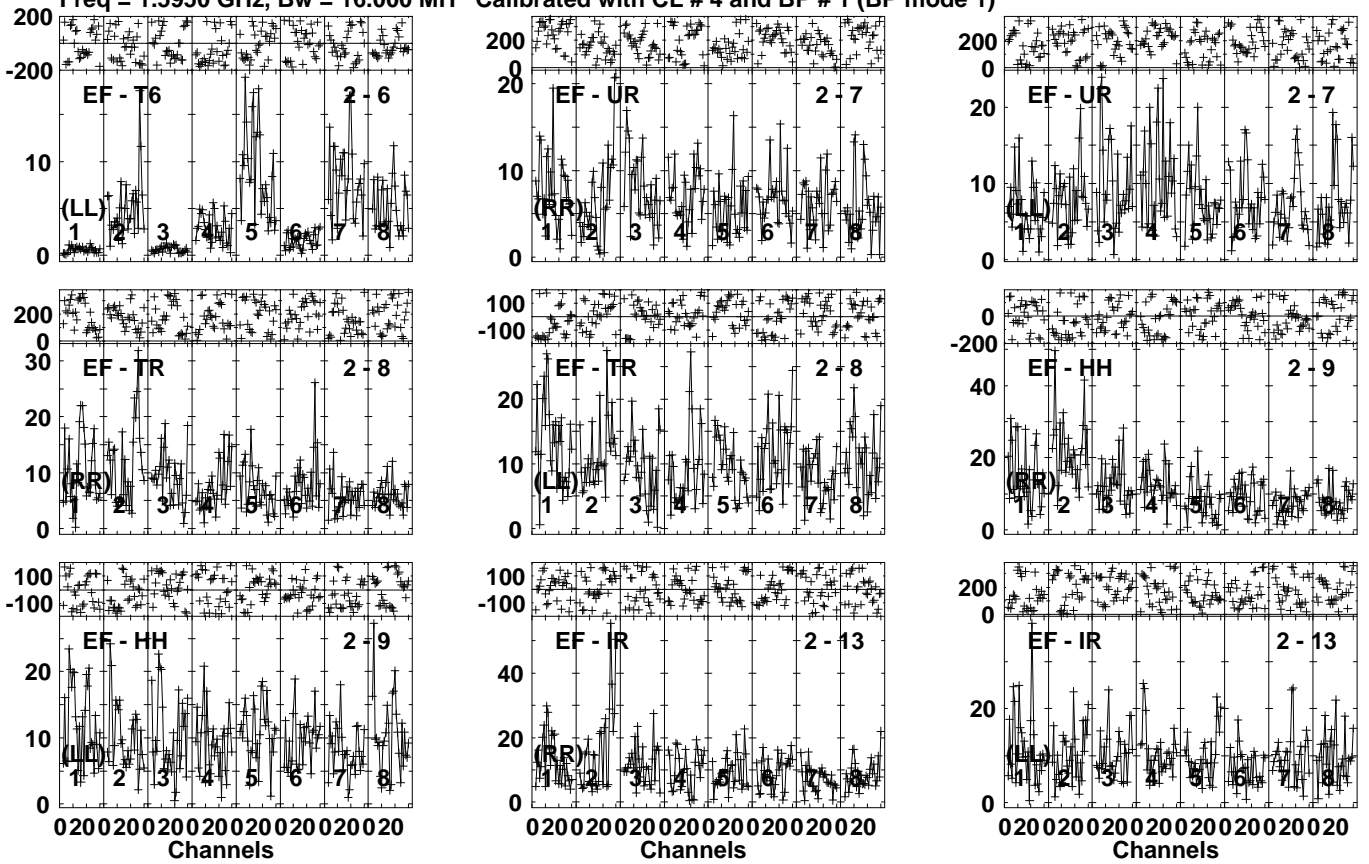 Freq = 1.5950 GHz, Bw = 16.000 MH Calibrated with CL # 4 and BP # 1 (BP mode 1)
200
-200
EF - T6 2 - 6
10
0
(LL)
1 2 3 4 5 6 7 8
200
0
EF - UR 2 - 7
20
10
0
(RR)
1 2 3 4 5 6 7 8
200
0
EF - UR 2 - 7
20
10
0
(LL)
1 2 3 4 5 6 7 8
200
0
EF - TR 2 - 8
30
20
10
0
(RR)
1 2 3 4 5 6 7 8
100
-100
EF - TR 2 - 8
20
10
0
(LL)
1 2 3 4 5 6 7 8
0
-200
EF - HH 2 - 9
40
20
0
(RR)
1 2 3 4 5 6 7 8
100
-100
EF - HH 2 - 9
20
10
0
(LL)
1 2 3 4 5 6 7 8
0 20 0 20 0 20 0 20 0 20 0 20 0 20 0 20
Channels
100
-100
EF - IR 2 - 13
40
20
0
(RR)
1 2 3 4 5 6 7 8
0 20 0 20 0 20 0 20 0 20 0 20 0 20 0 20
Channels
200
0
EF - IR 2 - 13
20
0
(LL)
1 2 3 4 5 6 7 8
0 20 0 20 0 20 0 20 0 20 0 20 0 20 0 20
Channels